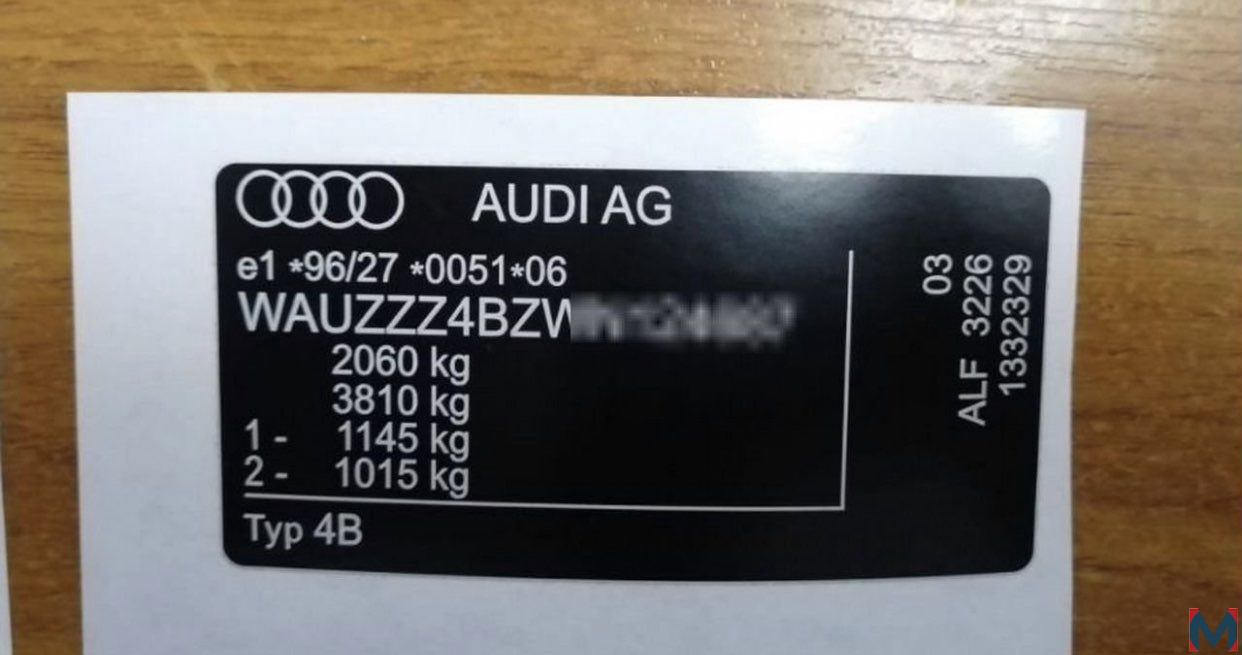 AUDI AG
e1 *96/27 *0051*06
WAUZZZ4BZW
2060 kg
3810 kg
1 - 1145 kg
2 - 1015 kg
Typ 4B
03
ALF 3226
1332329
M